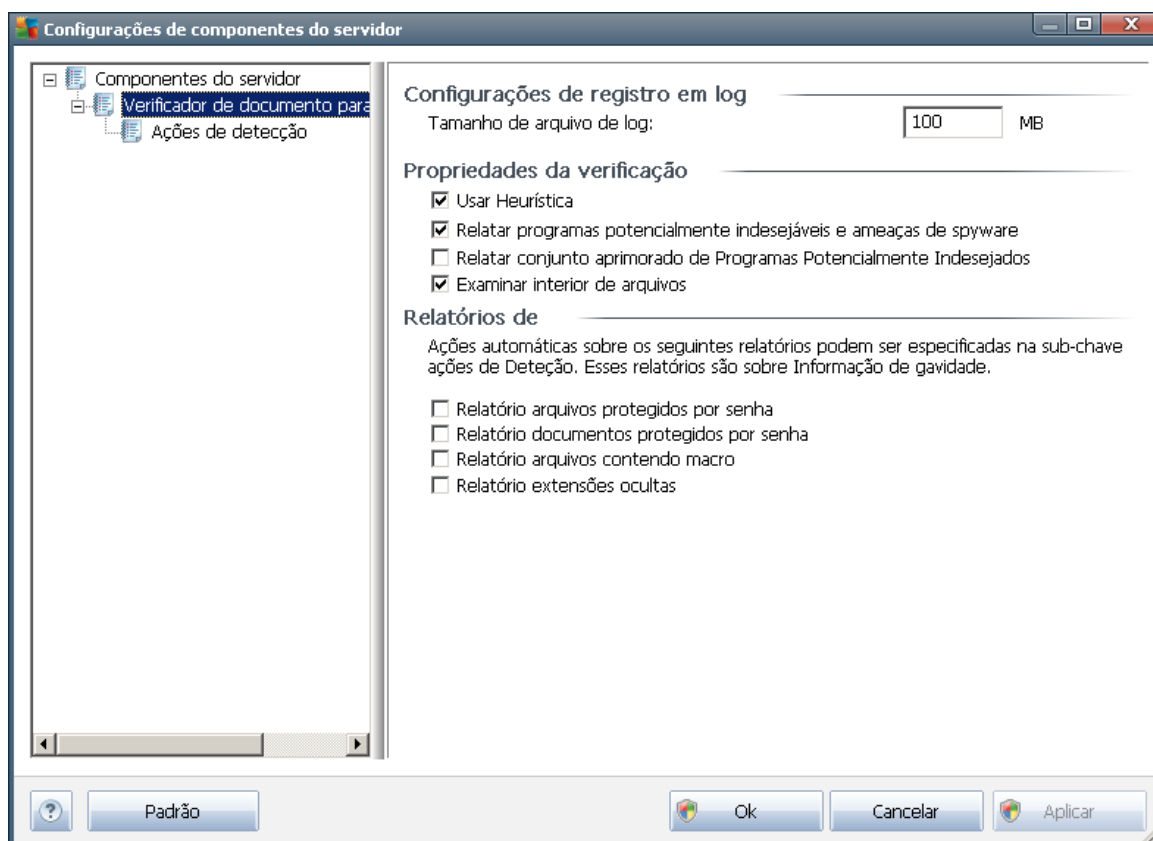 Configurações de componentes do servidor
Componentes do servidor
Verificador de documento para
Ações de detecção
Configurações de registro em log
Tamanho de arquivo de log:
100
MB
Propriedades da verificação
Usar Heurística
Relatar programas potencialmente indesejáveis e ameaças de spyware
Relatar conjunto aprimorado de Programas Potencialmente Indesejados
Examinar interior de arquivos
Relatórios de
Ações automáticas sobre os seguintes relatórios podem ser especificadas na sub-chave
ações de Deteção. Esses relatórios são sobre Informação de gavidade.
Relatório arquivos protegidos por senha
Relatório documentos protegidos por senha
Relatório arquivos contendo macro
Relatório extensões ocultas
?
Padrão
Ok
Cancelar
Aplicar